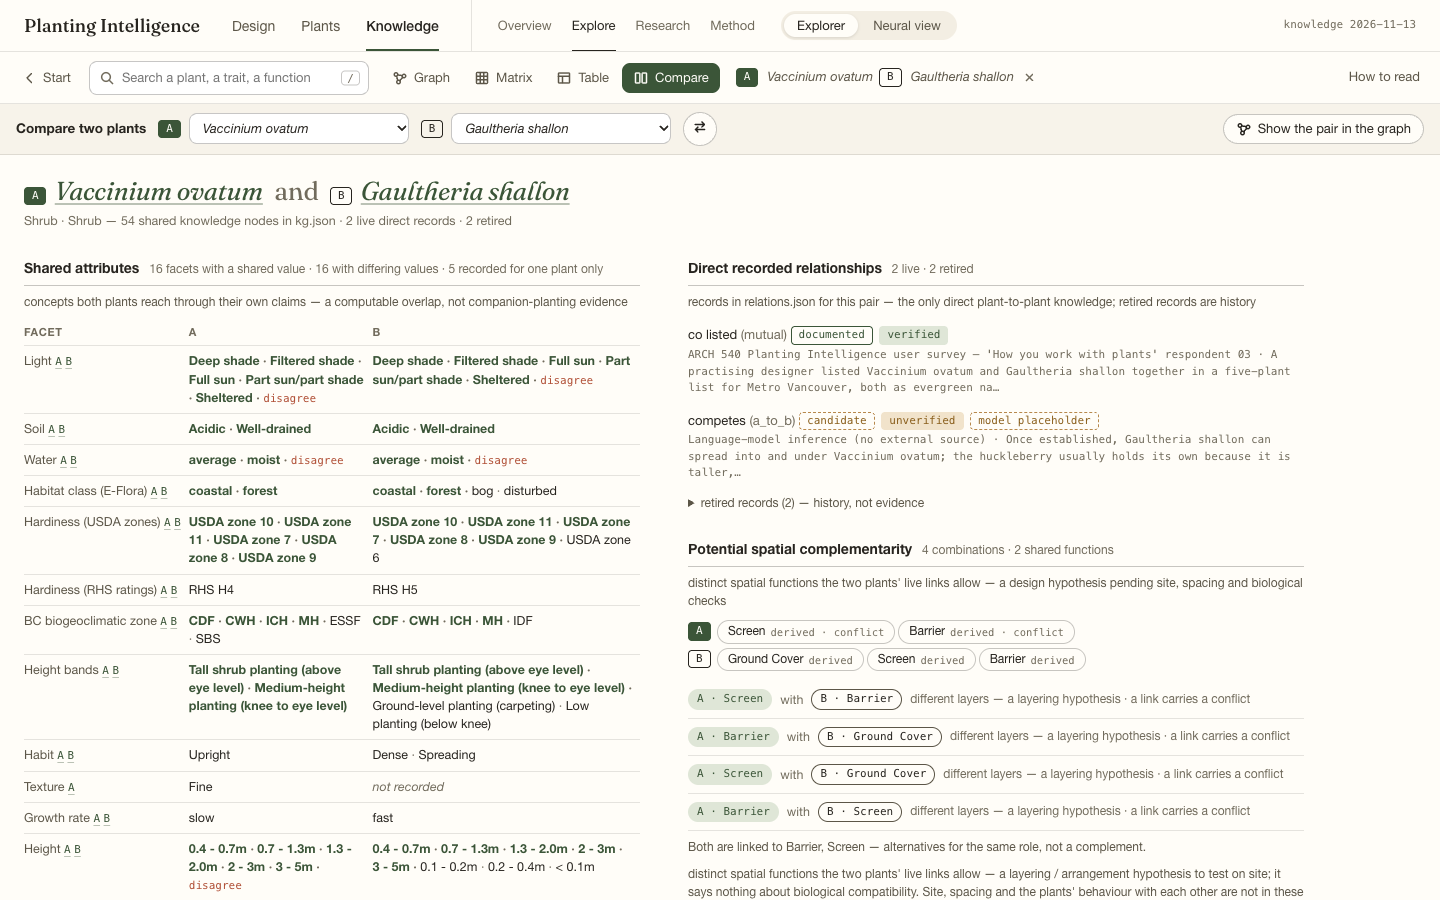 Planting Intelligence Design Plants Knowledge Overview Explore Research Method Explorer Neural view knowledge 2026-11-13
Start Search a plant, a trait, a function / Graph Matrix Table Compare A Vaccinium ovatum B Gaultheria shallon × How to read
Compare two plants A Vaccinium ovatum B Gaultheria shallon Show the pair in the graph
A Vaccinium ovatum and B Gaultheria shallon
Shrub · Shrub — 54 shared knowledge nodes in kg.json · 2 live direct records · 2 retired
Shared attributes 16 facets with a shared value · 16 with differing values · 5 recorded for one plant only
concepts both plants reach through their own claims — a computable overlap, not companion-planting evidence
FACET A B
Light A B
Deep shade · Filtered shade ·
Full sun · Part sun/part shade
· Sheltered · disagree
Deep shade · Filtered shade · Full sun · Part
sun/part shade · Sheltered · disagree
Soil A B Acidic · Well-drained Acidic · Well-drained
Water A B average · moist · disagree average · moist · disagree
Habitat class (E-Flora) A B coastal · forest coastal · forest · bog · disturbed
Hardiness (USDA zones) A B
USDA zone 10 · USDA zone
11 · USDA zone 7 · USDA
zone 8 · USDA zone 9
USDA zone 10 · USDA zone 11 · USDA zone
7 · USDA zone 8 · USDA zone 9 · USDA zone
6
Hardiness (RHS ratings) A B RHS H4 RHS H5
BC biogeoclimatic zone A B
CDF · CWH · ICH · MH · ESSF
· SBS
CDF · CWH · ICH · MH · IDF
Height bands A B
Tall shrub planting (above
eye level) · Medium-height
planting (knee to eye level)
Tall shrub planting (above eye level) ·
Medium-height planting (knee to eye level) ·
Ground-level planting (carpeting) · Low
planting (below knee)
Habit A B Upright Dense · Spreading
Texture A Fine not recorded
Growth rate A B slow fast
Height A B
0.4 - 0.7m · 0.7 - 1.3m · 1.3 -
2.0m · 2 - 3m · 3 - 5m ·
disagree
0.4 - 0.7m · 0.7 - 1.3m · 1.3 - 2.0m · 2 - 3m ·
3 - 5m · 0.1 - 0.2m · 0.2 - 0.4m · < 0.1m
Direct recorded relationships 2 live · 2 retired
records in relations.json for this pair — the only direct plant-to-plant knowledge; retired records are history
co listed (mutual) documented verified
ARCH 540 Planting Intelligence user survey — 'How you work with plants' respondent 03 · A
practising designer listed Vaccinium ovatum and Gaultheria shallon together in a five-plant
list for Metro Vancouver, both as evergreen na…
competes (a_to_b) candidate unverified model placeholder
Language-model inference (no external source) · Once established, Gaultheria shallon can
spread into and under Vaccinium ovatum; the huckleberry usually holds its own because it is
taller,…
retired records (2) — history, not evidence
Potential spatial complementarity 4 combinations · 2 shared functions
distinct spatial functions the two plants' live links allow — a design hypothesis pending site, spacing and biological
checks
A Screen derived · conflict Barrier derived · conflict
B Ground Cover derived Screen derived Barrier derived
A · Screen with B · Barrier different layers — a layering hypothesis · a link carries a conflict
A · Barrier with B · Ground Cover different layers — a layering hypothesis · a link carries a conflict
A · Screen with B · Ground Cover different layers — a layering hypothesis · a link carries a conflict
A · Barrier with B · Screen different layers — a layering hypothesis · a link carries a conflict
Both are linked to Barrier, Screen — alternatives for the same role, not a complement.
distinct spatial functions the two plants' live links allow — a layering / arrangement hypothesis to test on site; it
says nothing about biological compatibility. Site, spacing and the plants' behaviour with each other are not in these